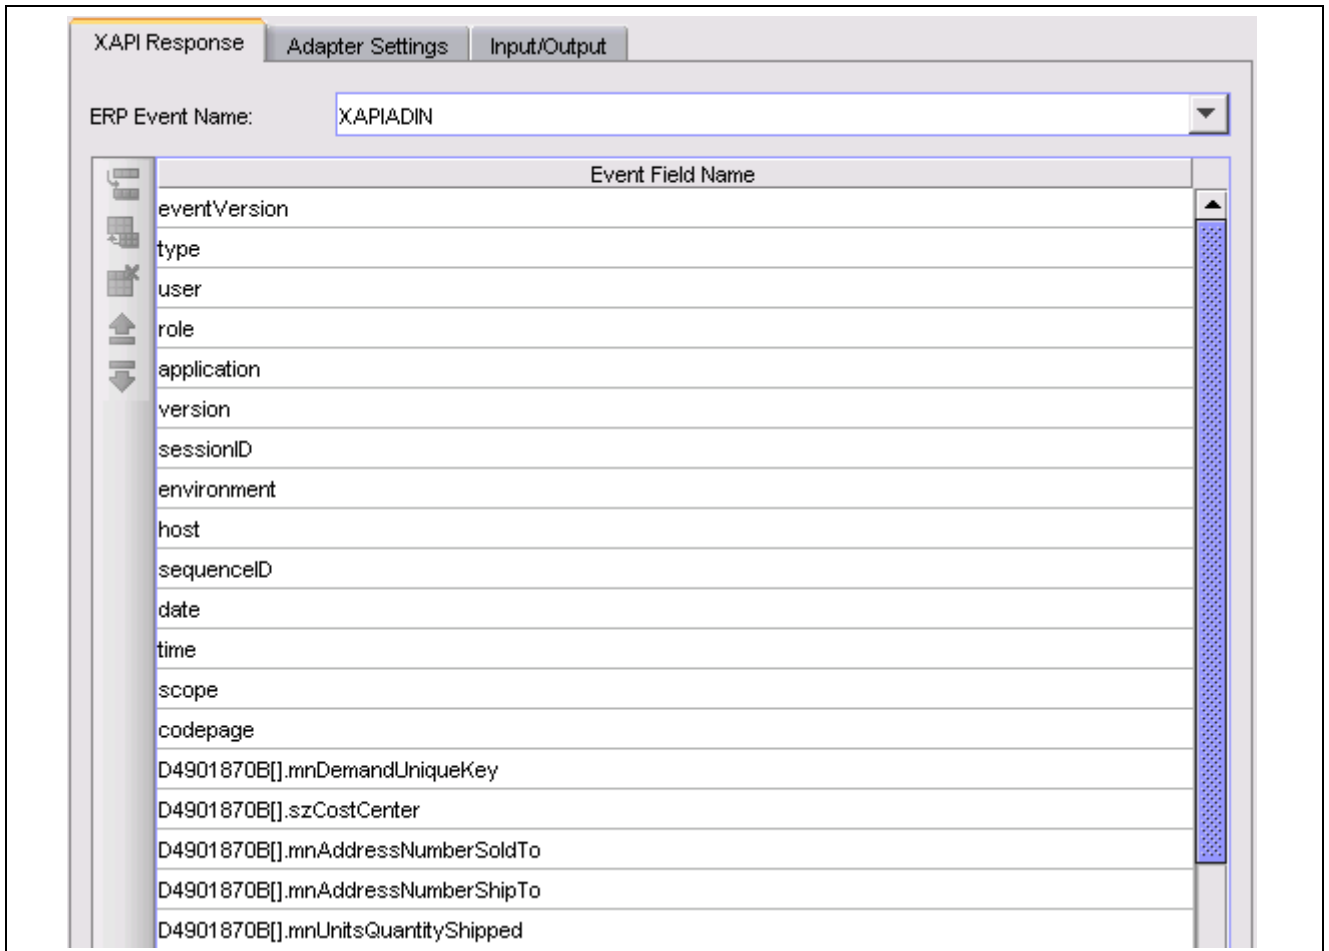 XAPI Response Adapter Settings Input/Output
ERP Event Name: XAPIADIN
Event Field Name
eventVersion
type
user
role
application
version
sessionID
environment
host
sequenceID
date
time
scope
codepage
D4901870B[].mnDemandUniqueKey
D4901870B[].szCostCenter
D4901870B[].mnAddressNumberSoldTo
D4901870B[].mnAddressNumberShipTo
D4901870B[].mnUnitsQuantityShipped